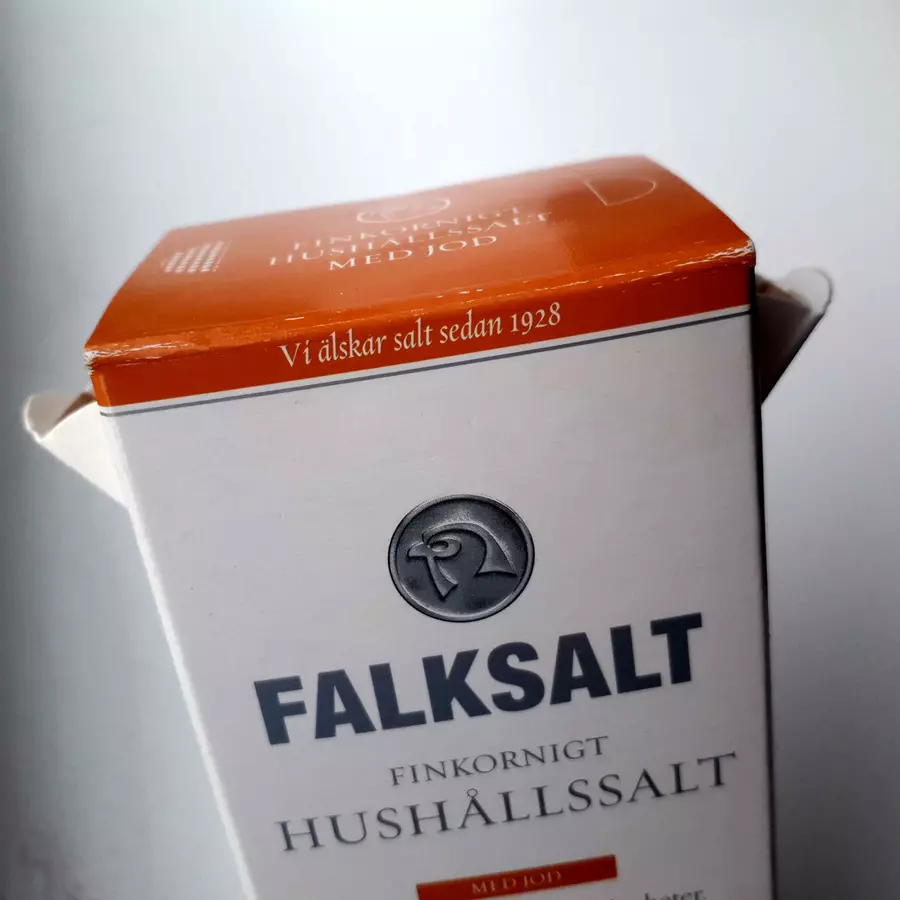 FINKORNIGT
HUSHÅLLSSALT
MED JOD
Vi älskar salt sedan 1928
FALKSALT
FINKORNIGT
HUSHÅLLSSALT
MED JOD